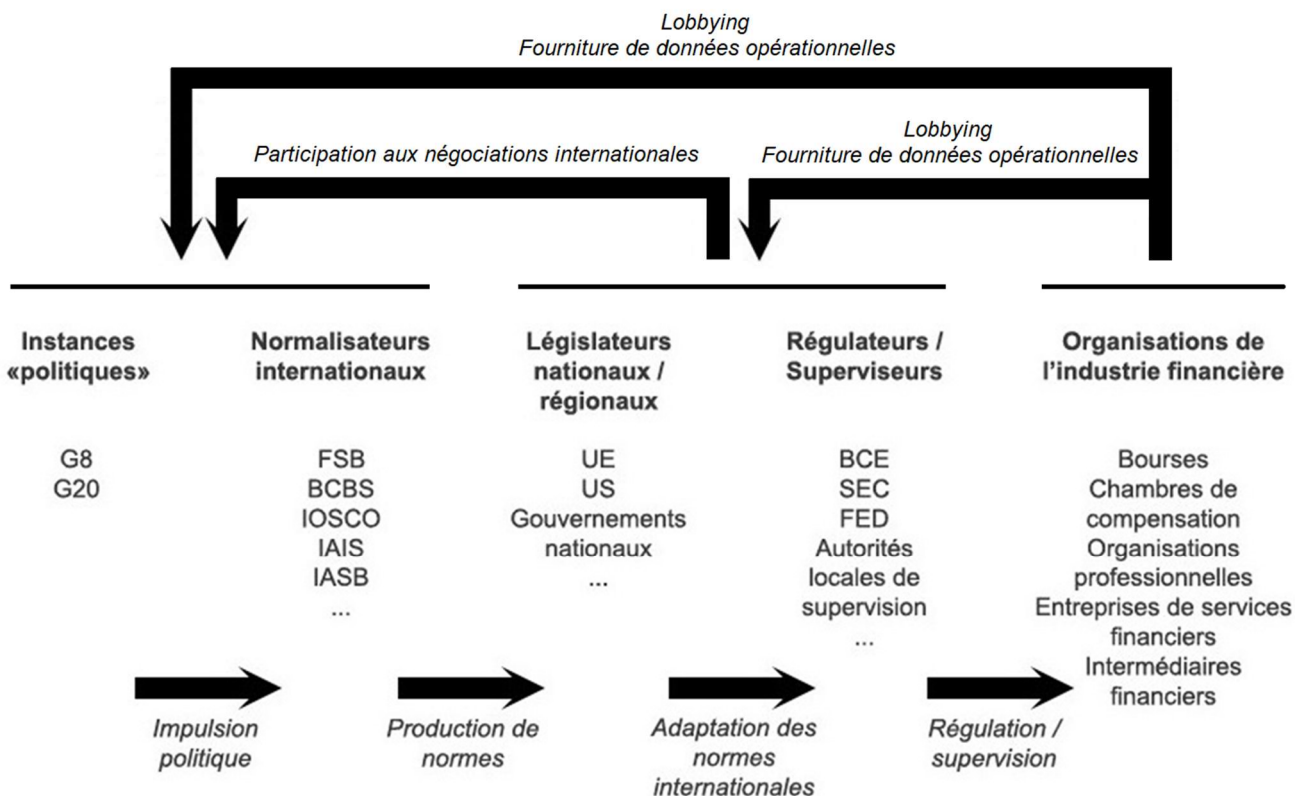 Lobbying
Fourniture de données opérationnelles
Lobbying
Fourniture de données opérationnelles
Participation aux négociations internationales
Instances
«politiques»
Normalisateurs
internationaux
Législateurs
nationaux /
régionaux
Régulateurs /
Superviseurs
Organisations de
l'industrie financière
G8
G20
FSB
BCBS
IOSCO
IAIS
IASB
...
UE
US
Gouvernements
nationaux
...
BCE
SEC
FED
Autorités
locales de
supervision
...
Bourses
Chambres de
compensation
Organisations
professionnelles
Entreprises de services
financiers
Intermédiaires
financiers
Impulsion
politique
Production de
normes
Adaptation des
normes
internationales
Régulation /
supervision